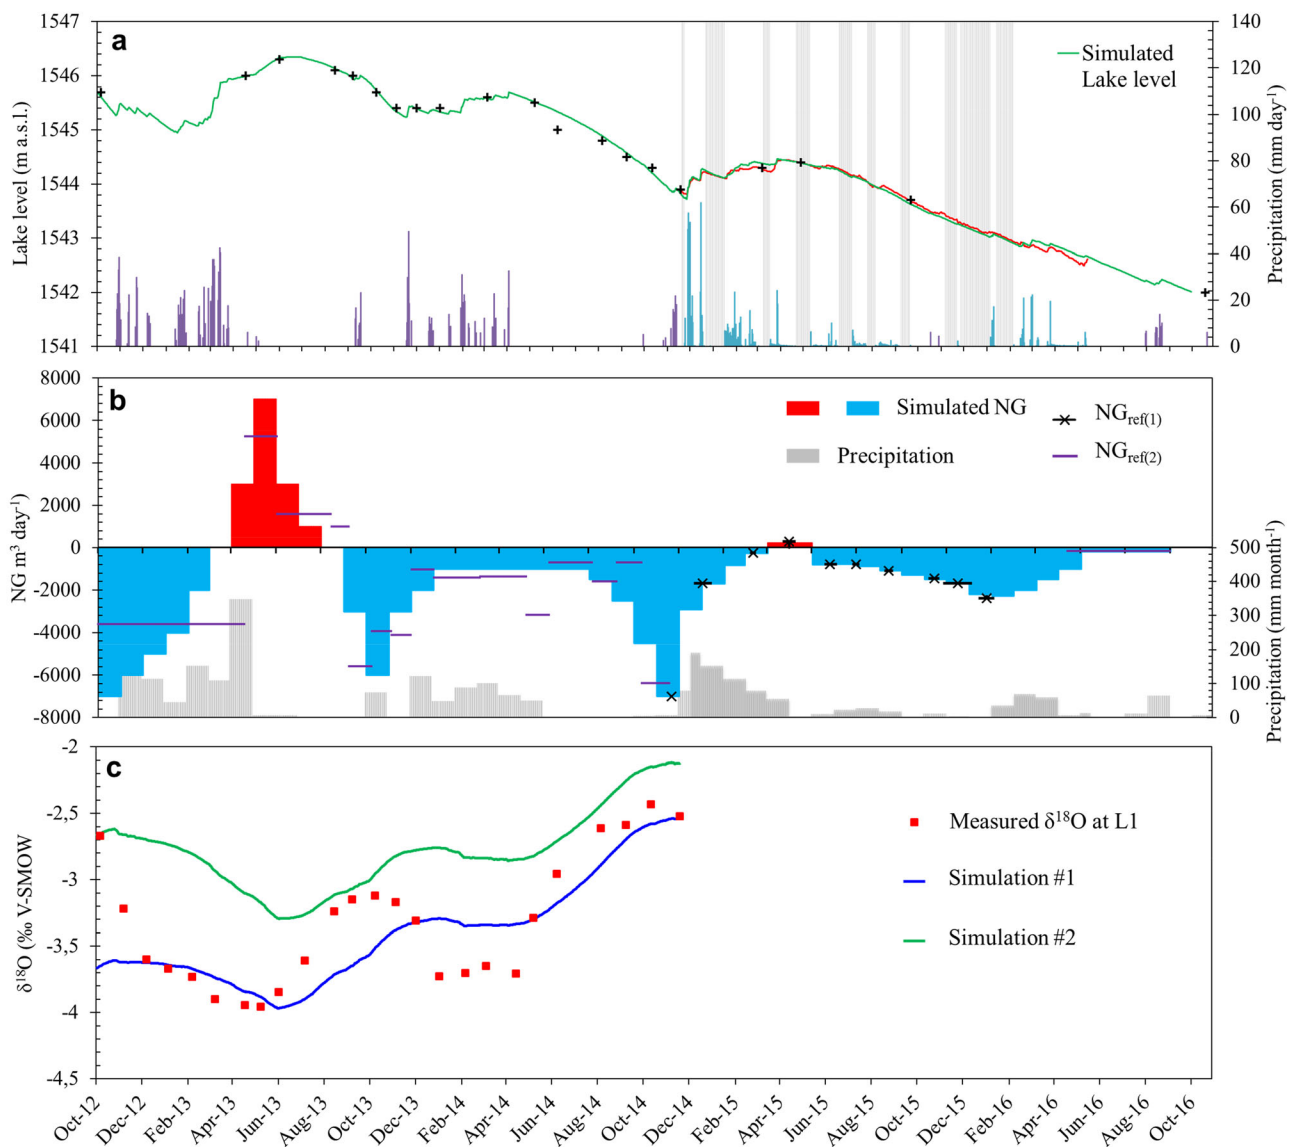 a
1547
1546
1545
1544
1543
1542
1541
Lake level (m a.s.l.)
Simulated
Lake level
140
120
100
80
60
40
20
0
Precipitation (mm day⁻¹)
b
8000
6000
4000
2000
0
-2000
-4000
-6000
-8000
NG m³ day⁻¹
Simulated NG
NGref(1)
Precipitation
NGref(2)
500
400
300
200
100
0
Precipitation (mm month⁻¹)
c
-2
-2,5
-3
-3,5
-4
-4,5
δ¹⁸O (‰ V-SMOW
Measured δ¹⁸O at L1
Simulation #1
Simulation #2
Oct-12
Dec-12
Feb-13
Apr-13
Jun-13
Aug-13
Oct-13
Dec-13
Feb-14
Apr-14
Jun-14
Aug-14
Oct-14
Dec-14
Feb-15
Apr-15
Jun-15
Aug-15
Oct-15
Dec-15
Feb-16
Apr-16
Jun-16
Aug-16
Oct-16